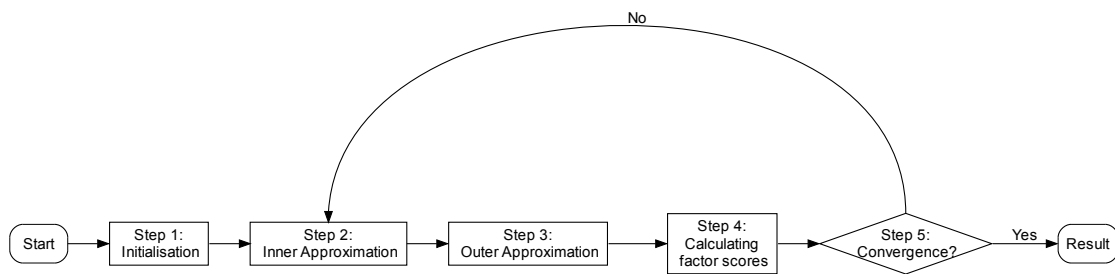 No
Start
Step 1:
Initialisation
Step 2:
Inner Approximation
Step 3:
Outer Approximation
Step 4:
Calculating
factor scores
Step 5:
Convergence?
Yes
Result